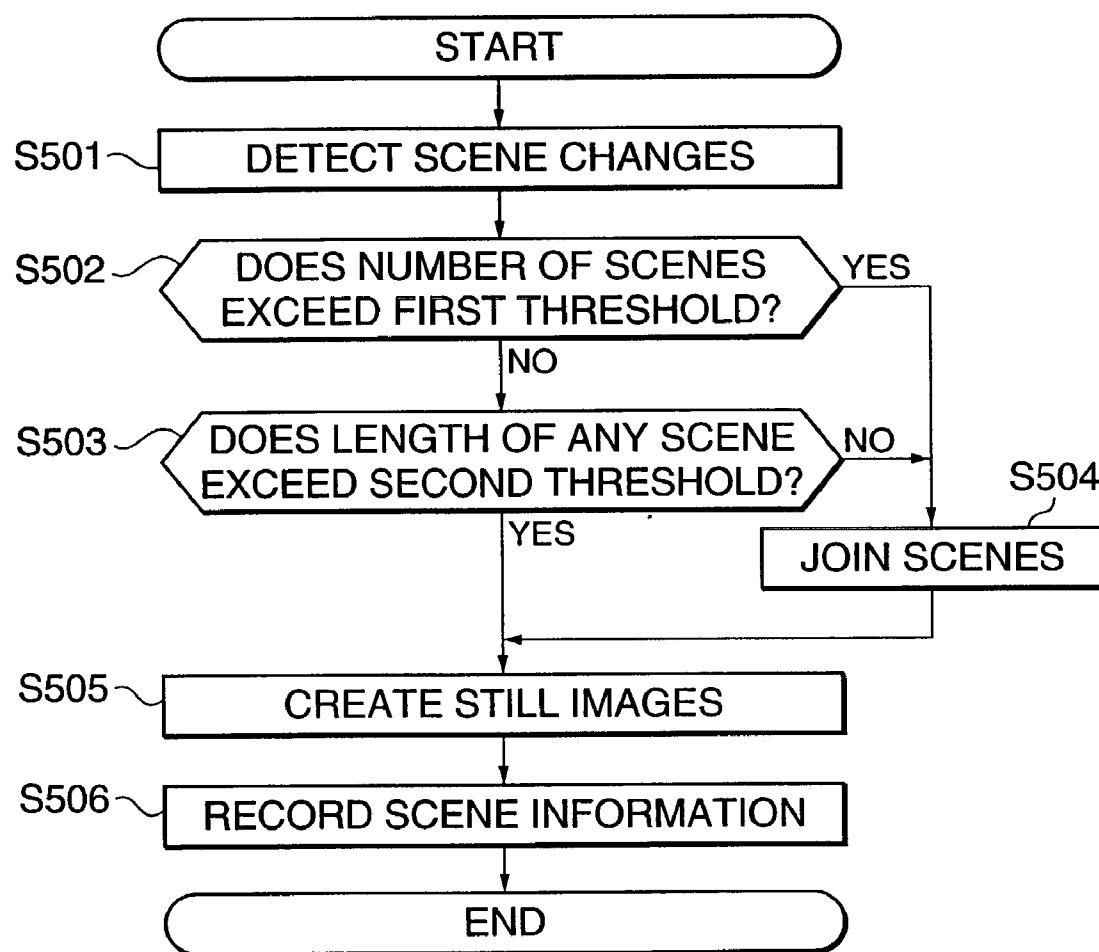 START
S501
DETECT SCENE CHANGES
S502
DOES NUMBER OF SCENES
EXCEED FIRST THRESHOLD?
YES
NO
S503
DOES LENGTH OF ANY SCENE
EXCEED SECOND THRESHOLD?
NO
YES
S504
JOIN SCENES
S505
CREATE STILL IMAGES
S506
RECORD SCENE INFORMATION
END